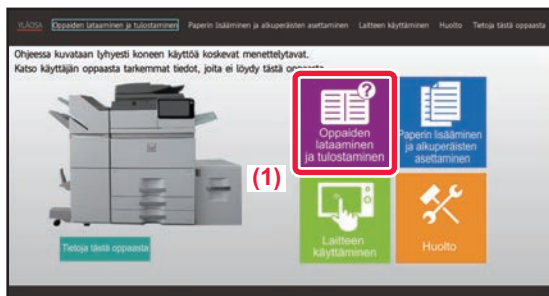 YLÄOSA Oppaiden lataaminen ja tulostaminen Paperin lisääminen ja alkuperäisten asettaminen Laitteen käyttäminen Huolto Tietoja tästä oppaasta
Ohjeessa kuvataan lyhyesti koneen käyttöä koskevat menettelytavat.
Katso käyttäjän oppaasta tarkemmat tiedot, joita ei löydy tästä oppaasta.
Oppaiden
lataaminen
ja tulostaminen
Paperin lisääminen
ja alkuperäisten
asettaminen
(1)
Laitteen
käyttäminen
Huolto
Tietoja tästä oppaasta